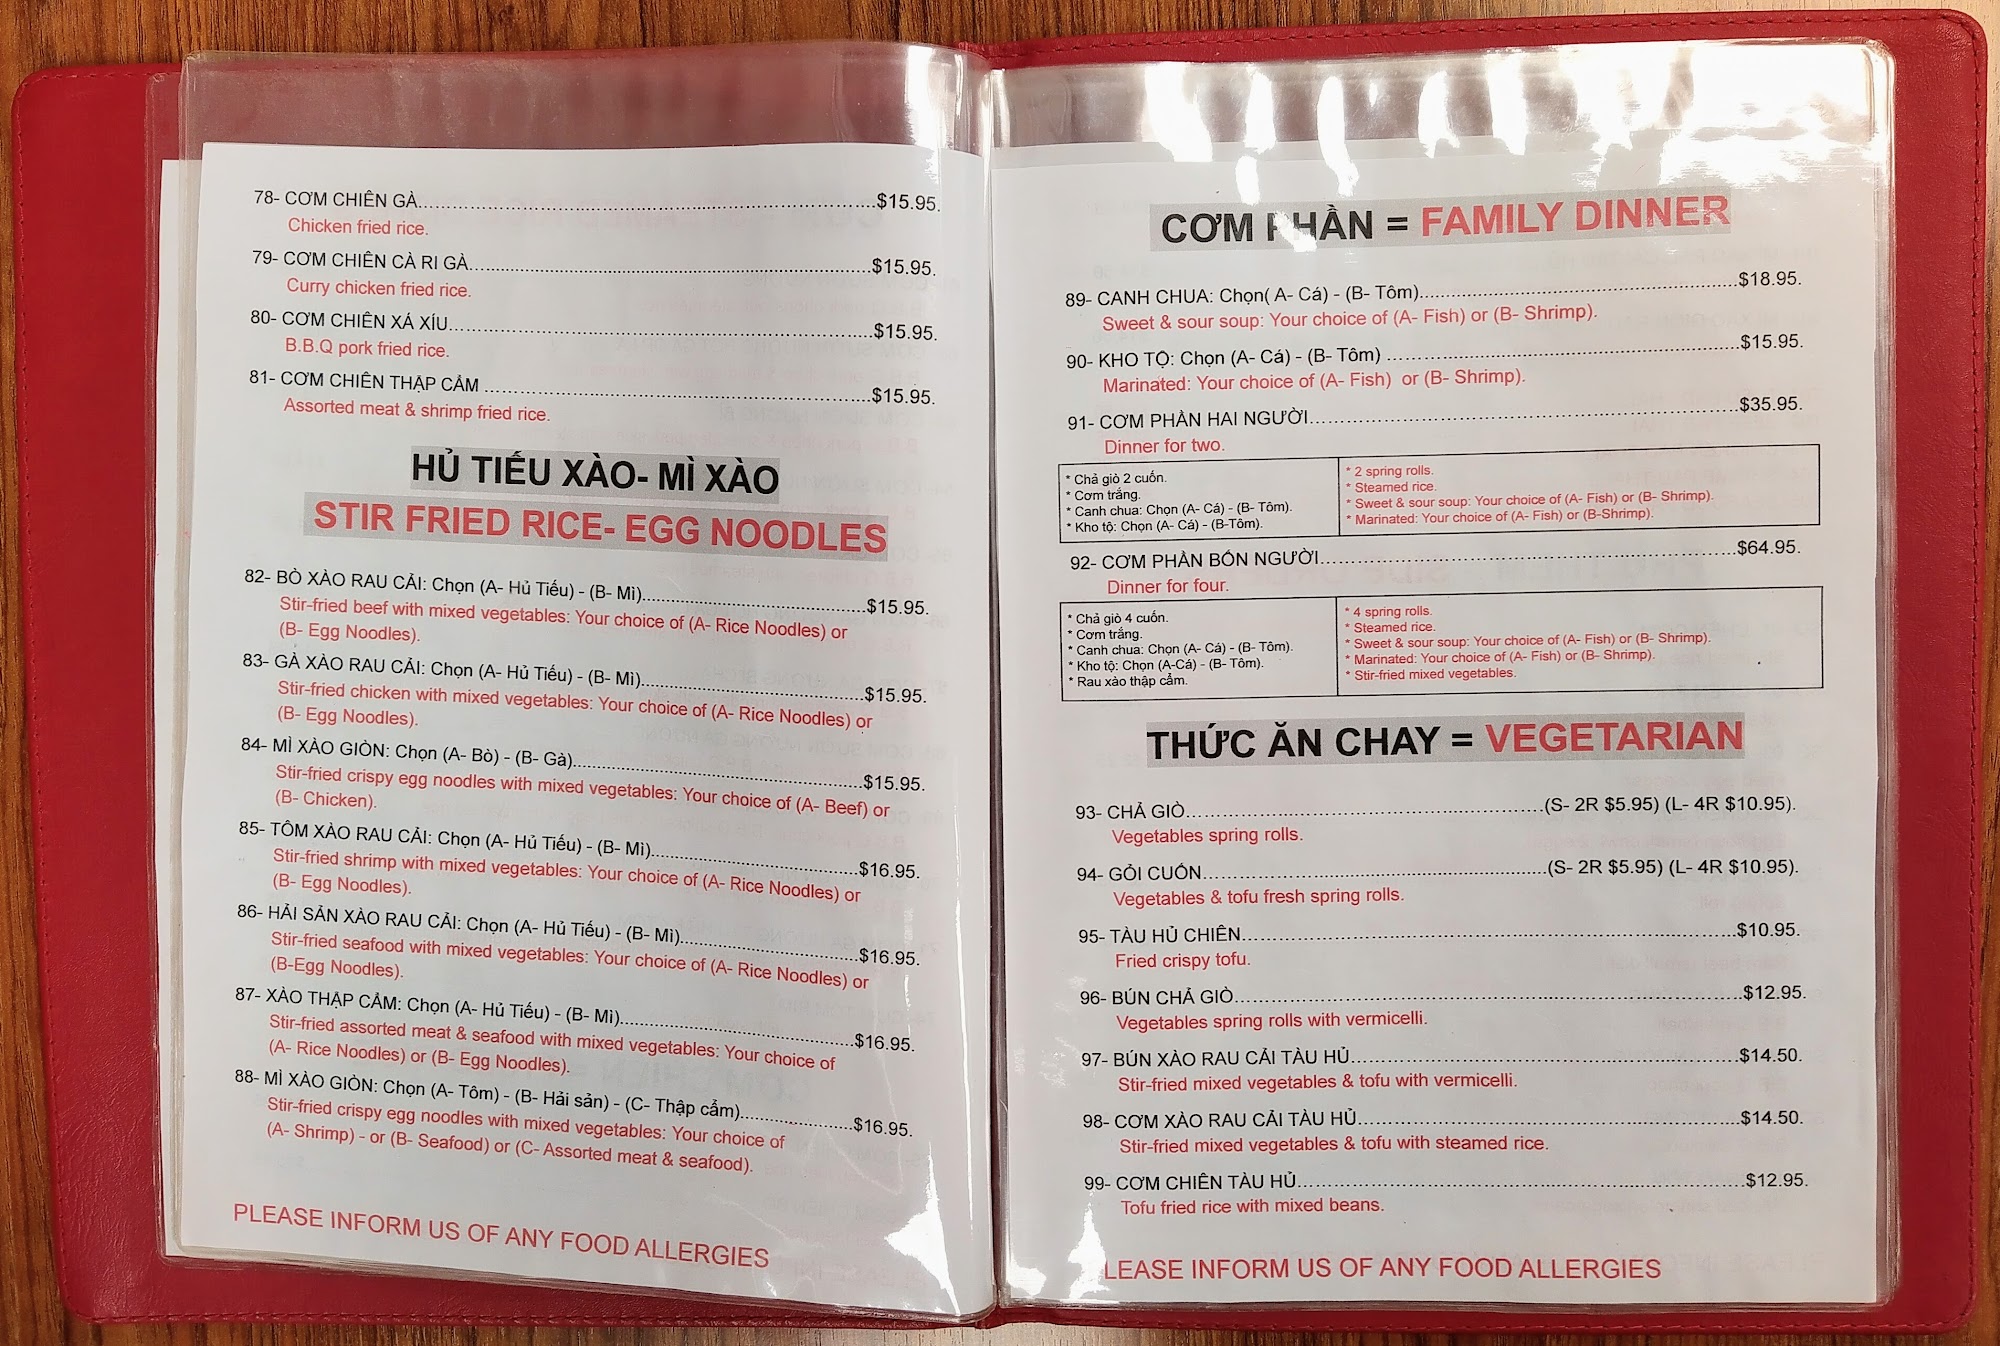 78- CƠM CHIÊN GÀ..........$15.95.
Chicken fried rice.
79- CƠM CHIÊN CÀ RI GÀ..........$15.95.
Curry chicken fried rice.
80- CƠM CHIÊN XÁ XÍU..........$15.95.
B.B.Q pork fried rice.
81- CƠM CHIÊN THẬP CẨM ..........$15.95.
Assorted meat & shrimp fried rice.
HỦ TIẾU XÀO- MÌ XÀO
STIR FRIED RICE- EGG NOODLES
82- BÒ XÀO RAU CẢI: Chọn (A- Hủ Tiếu) - (B- Mì)..........$15.95.
Stir-fried beef with mixed vegetables: Your choice of (A- Rice Noodles) or
(B- Egg Noodles).
83- GÀ XÀO RAU CẢI: Chọn (A- Hủ Tiếu) - (B- Mì)..........$15.95.
Stir-fried chicken with mixed vegetables: Your choice of (A- Rice Noodles) or
(B- Egg Noodles).
84- MÌ XÀO GIÒN: Chọn (A- Bò) - (B- Gà)..........$15.95.
Stir-fried crispy egg noodles with mixed vegetables: Your choice of (A- Beef) or
(B- Chicken).
85- TÔM XÀO RAU CẢI: Chọn (A- Hủ Tiếu) - (B- Mì)..........$16.95.
Stir-fried shrimp with mixed vegetables: Your choice of (A- Rice Noodles) or
(B- Egg Noodles).
86- HẢI SẢN XÀO RAU CẢI: Chọn (A- Hủ Tiếu) - (B- Mì)..........$16.95.
Stir-fried seafood with mixed vegetables: Your choice of (A- Rice Noodles) or
(B-Egg Noodles).
87- XÀO THẬP CẨM: Chọn (A- Hủ Tiếu) - (B- Mì)..........$16.95.
Stir-fried assorted meat & seafood with mixed vegetables: Your choice of
(A- Rice Noodles) or (B- Egg Noodles).
88- MÌ XÀO GIÒN: Chọn (A- Tôm) - (B- Hải sản) - (C- Thập cẩm)..........$16.95.
Stir-fried crispy egg noodles with mixed vegetables: Your choice of
(A- Shrimp) - or (B- Seafood) or (C- Assorted meat & seafood).
PLEASE INFORM US OF ANY FOOD ALLERGIES
CƠM PHẦN = FAMILY DINNER
89- CANH CHUA: Chọn( A- Cá) - (B- Tôm)..........$18.95.
Sweet & sour soup: Your choice of (A- Fish) or (B- Shrimp).
90- KHO TỘ: Chọn (A- Cá) - (B- Tôm) ..........$15.95.
Marinated: Your choice of (A- Fish) or (B- Shrimp).
91- CƠM PHẦN HAI NGƯỜI..........$35.95.
Dinner for two.
* Chả giò 2 cuốn.
* Cơm trắng.
* Canh chua: Chọn (A- Cá) - (B- Tôm).
* Kho tộ: Chọn (A- Cá) - (B-Tôm).
* 2 spring rolls.
* Steamed rice.
* Sweet & sour soup: Your choice of (A- Fish) or (B- Shrimp).
* Marinated: Your choice of (A- Fish) or (B-Shrimp).
92- CƠM PHẦN BỐN NGƯỜI..........$64.95.
Dinner for four.
* Chả giò 4 cuốn.
* Cơm trắng.
* Canh chua: Chọn (A- Cá) - (B- Tôm).
* Kho tộ: Chọn (A-Cá) - (B- Tôm).
* Rau xào thập cẩm.
* 4 spring rolls.
* Steamed rice.
* Sweet & sour soup: Your choice of (A- Fish) or (B- Shrimp).
* Marinated: Your choice of (A- Fish) or (B- Shrimp).
* Stir-fried mixed vegetables.
THỨC ĂN CHAY = VEGETARIAN
93- CHẢ GIÒ..........(S- 2R $5.95) (L- 4R $10.95).
Vegetables spring rolls.
94- GỎI CUỐN..........(S- 2R $5.95) (L- 4R $10.95).
Vegetables & tofu fresh spring rolls.
95- TÀU HỦ CHIÊN..........$10.95.
Fried crispy tofu.
96- BÚN CHẢ GIÒ..........$12.95.
Vegetables spring rolls with vermicelli.
97- BÚN XÀO RAU CẢI TÀU HỦ..........$14.50.
Stir-fried mixed vegetables & tofu with vermicelli.
98- CƠM XÀO RAU CẢI TÀU HỦ..........$14.50.
Stir-fried mixed vegetables & tofu with steamed rice.
99- CƠM CHIÊN TÀU HỦ..........$12.95.
Tofu fried rice with mixed beans.
LEASE INFORM US OF ANY FOOD ALLERGIES